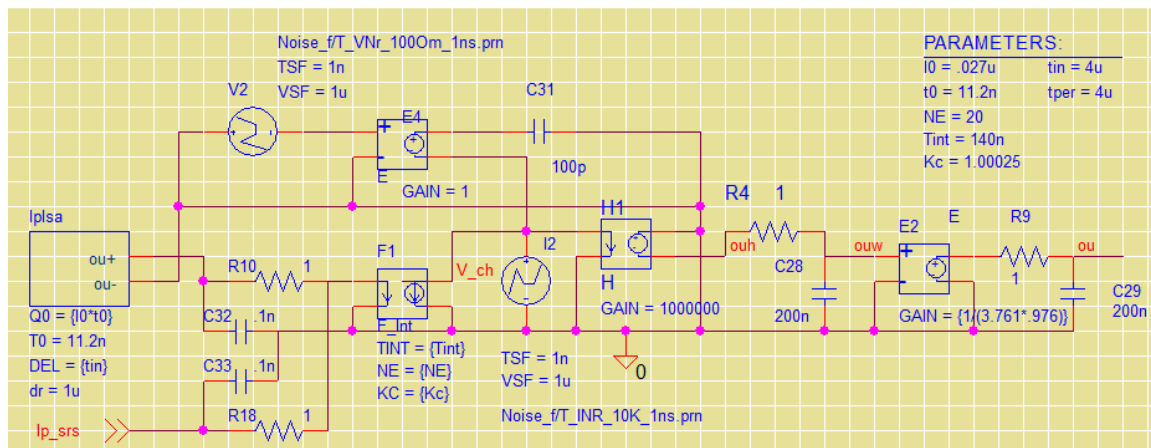 Noise_f/T_VNr_100Om_1ns.prn
TSF = 1n
VSF = 1u
PARAMETERS:
I0 = .027u
tin = 4u
t0 = 11.2n
tper = 4u
NE = 20
Tint = 140n
Kc = 1.00025
V2
E4
C31
E
100p
GAIN = 1
R4
1
Iplsa
H1
E2
E
R9
ou+
ou-
R10
1
F1
I2
V_ch
ouh
ouw
ou
C28
H
1
C29
200n
Q0 = {I0*t0}
T0 = 11.2n
DEL = {tin}
dr = 1u
C32
.1n
F_Int
GAIN = 1000000
200n
GAIN = {1/(3.761*.976)}
TINT = {Tint}
NE = {NE}
KC = {Kc}
C33
.1n
TSF = 1n
VSF = 1u
0
R18
1
Noise_f/T_INR_10K_1ns.prn
Ip_srs